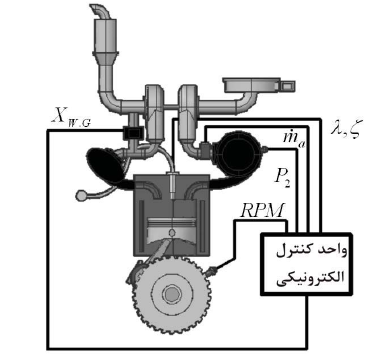 X_{W.G}
λ, ζ
ṁ_a
P_2
RPM
واحد کنترل
الکترونیکی